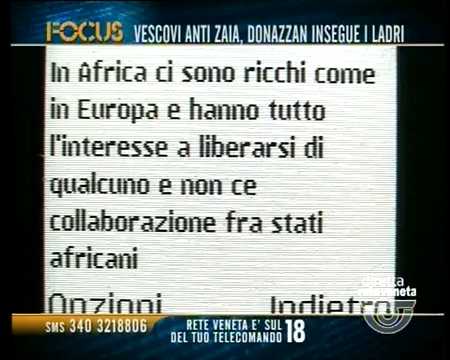 FOCUS VESCOVI ANTI ZAIA, DONAZZAN INSEGUE I LADRI
In Africa ci sono ricchi come
in Europa e hanno tutto
l'interesse a liberarsi di
qualcuno e non ce
collaborazione fra stati
africani
diretta
reteveneta
Opzioni Indietro
SMS 340 3218806
RETE VENETA E' SUL
DEL TUO TELECOMANDO 18